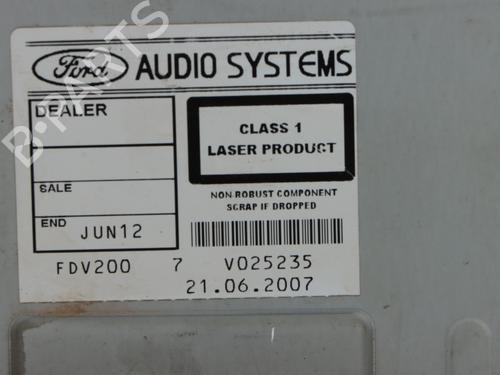 Ford AUDIO SYSTEMS
DEALER
CLASS 1
LASER PRODUCT
SALE
NON-ROBUST COMPONENT
SCRAP IF DROPPED
END JUN12
FDV200 7 V025235
21.06.2007
B-PARTS